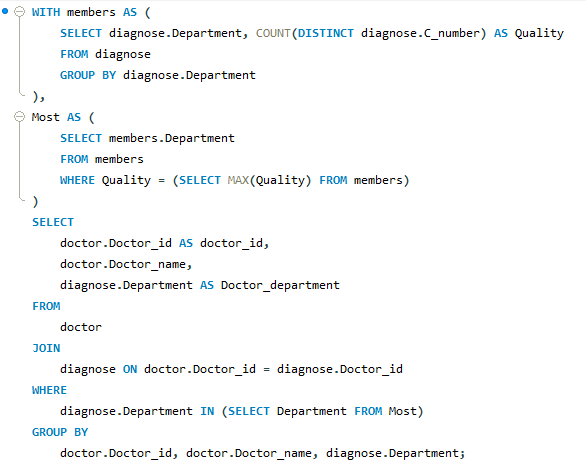 WITH members AS (
SELECT diagnose.Department, COUNT(DISTINCT diagnose.C_number) AS Quality
FROM diagnose
GROUP BY diagnose.Department
),
Most AS (
SELECT members.Department
FROM members
WHERE Quality = (SELECT MAX(Quality) FROM members)
)
SELECT
doctor.Doctor_id AS doctor_id,
doctor.Doctor_name,
diagnose.Department AS Doctor_department
FROM
doctor
JOIN
diagnose ON doctor.Doctor_id = diagnose.Doctor_id
WHERE
diagnose.Department IN (SELECT Department FROM Most)
GROUP BY
doctor.Doctor_id, doctor.Doctor_name, diagnose.Department;